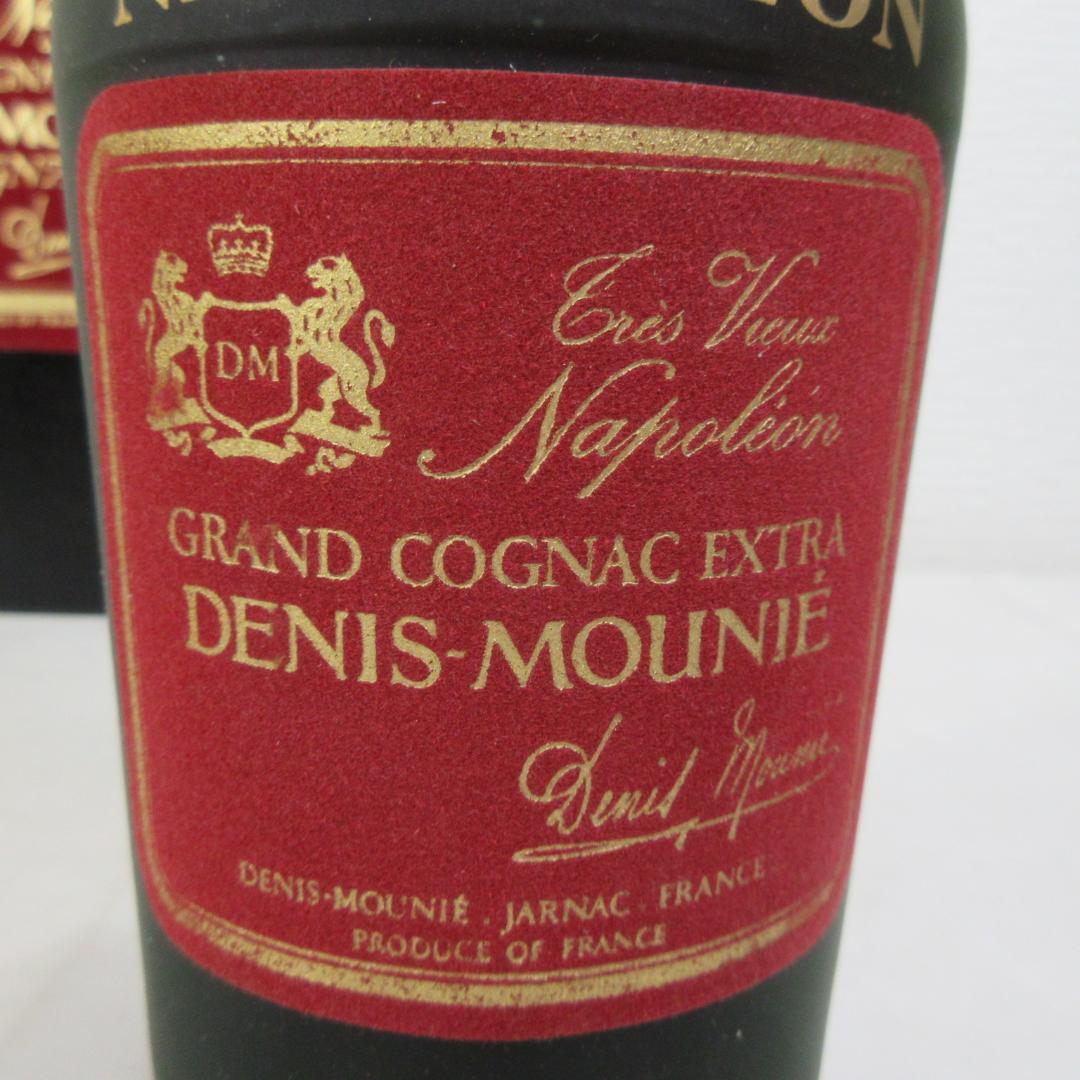 DM
Très Vieux
Napoléon
GRAND COGNAC EXTRA
DENIS-MOUNIÉ
Denis Mounié
DENIS-MOUNIÉ . JARNAC . FRANCE
PRODUCE OF FRANCE